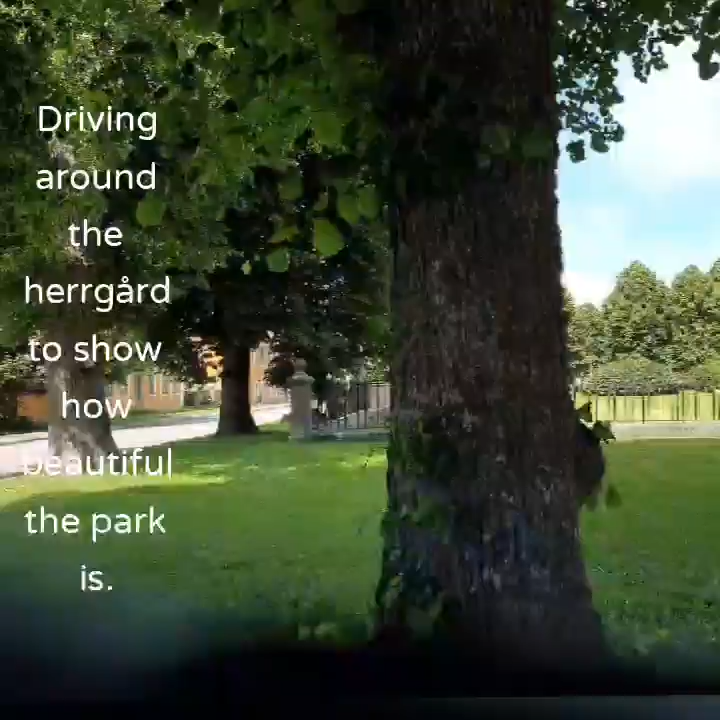 Driving
around
the
herrgård
to show
how
beautiful
the park
is.